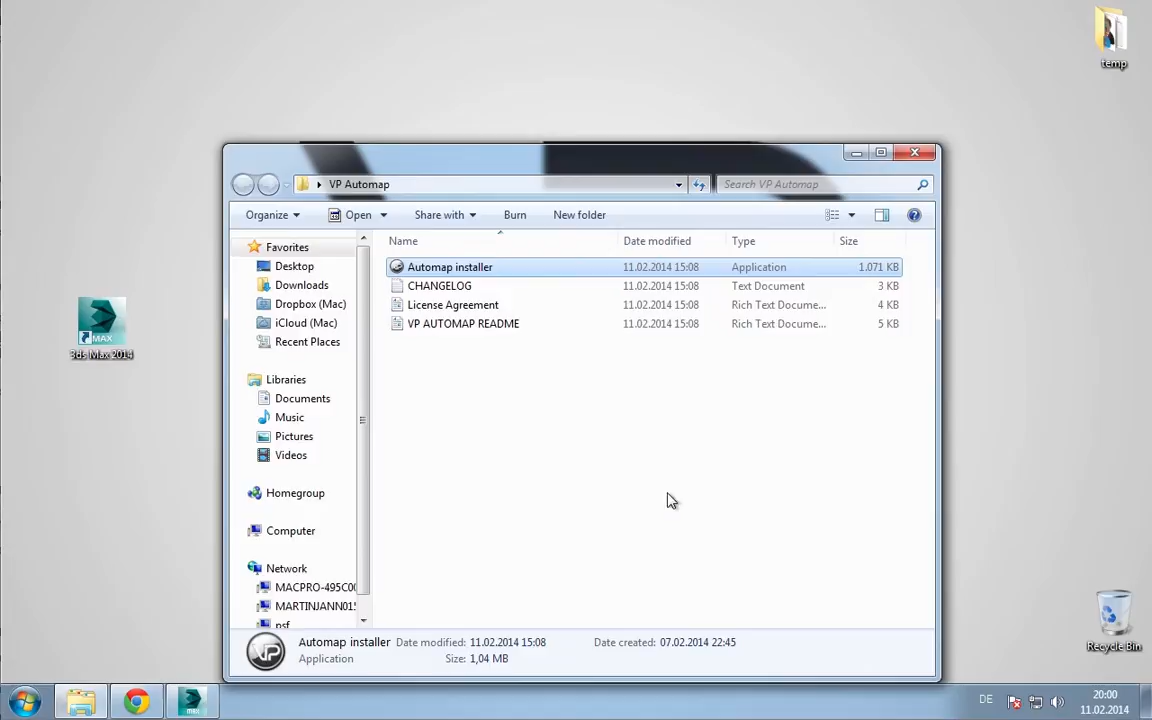 temp
VP Automap
Search VP Automap
Organize Open Share with Burn New folder
Name Date modified Type Size
Favorites
Desktop
Downloads
Dropbox (Mac)
iCloud (Mac)
Recent Places
Libraries
Documents
Music
Pictures
Videos
Homegroup
Computer
Network
MACPRO-495C00
MARTINJANN015
psf
Automap installer 11.02.2014 15:08 Application 1.071 KB
CHANGELOG 11.02.2014 15:08 Text Document 3 KB
License Agreement 11.02.2014 15:08 Rich Text Docume... 4 KB
VP AUTOMAP README 11.02.2014 15:08 Rich Text Docume... 5 KB
MAX
3ds Max 2014
VP
Automap installer Date modified: 11.02.2014 15:08 Date created: 07.02.2014 22:45
Application Size: 1,04 MB
Recycle Bin
MAX
DE
20:00
11.02.2014